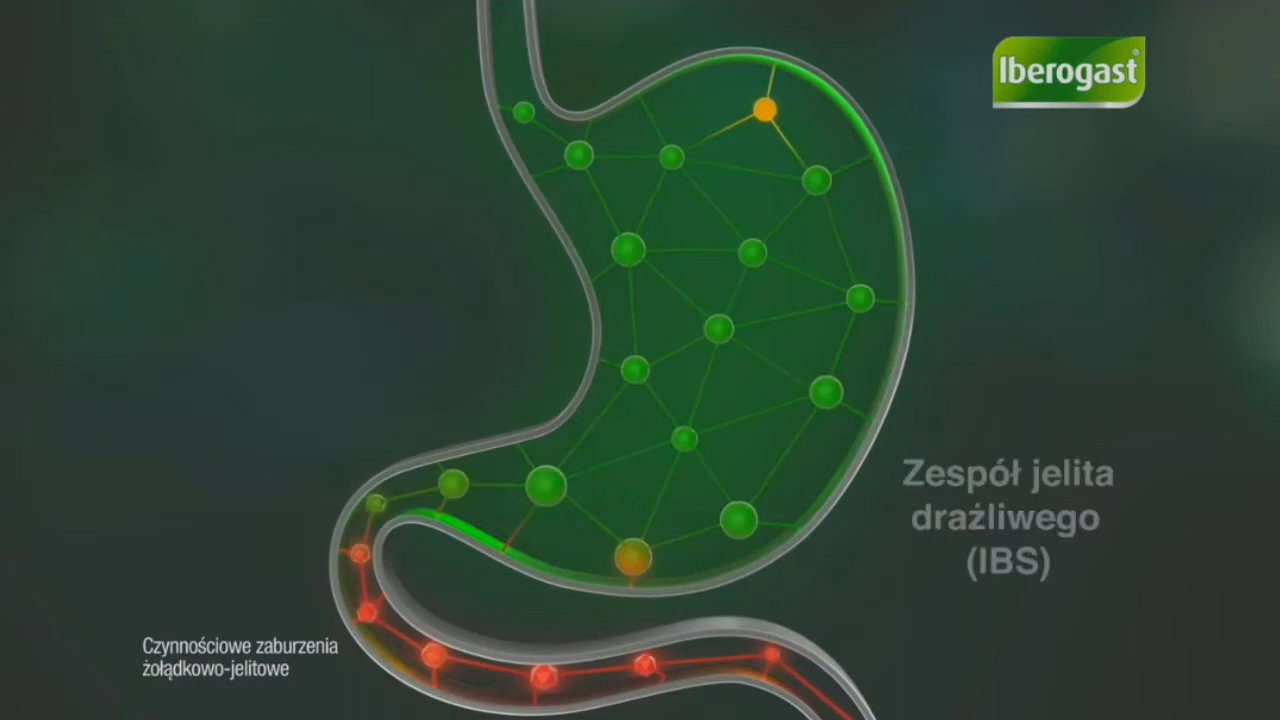 Iberogast®
Zespół jelita
drażliwego
(IBS)
Czynnościowe zaburzenia
żołądkowo-jelitowe